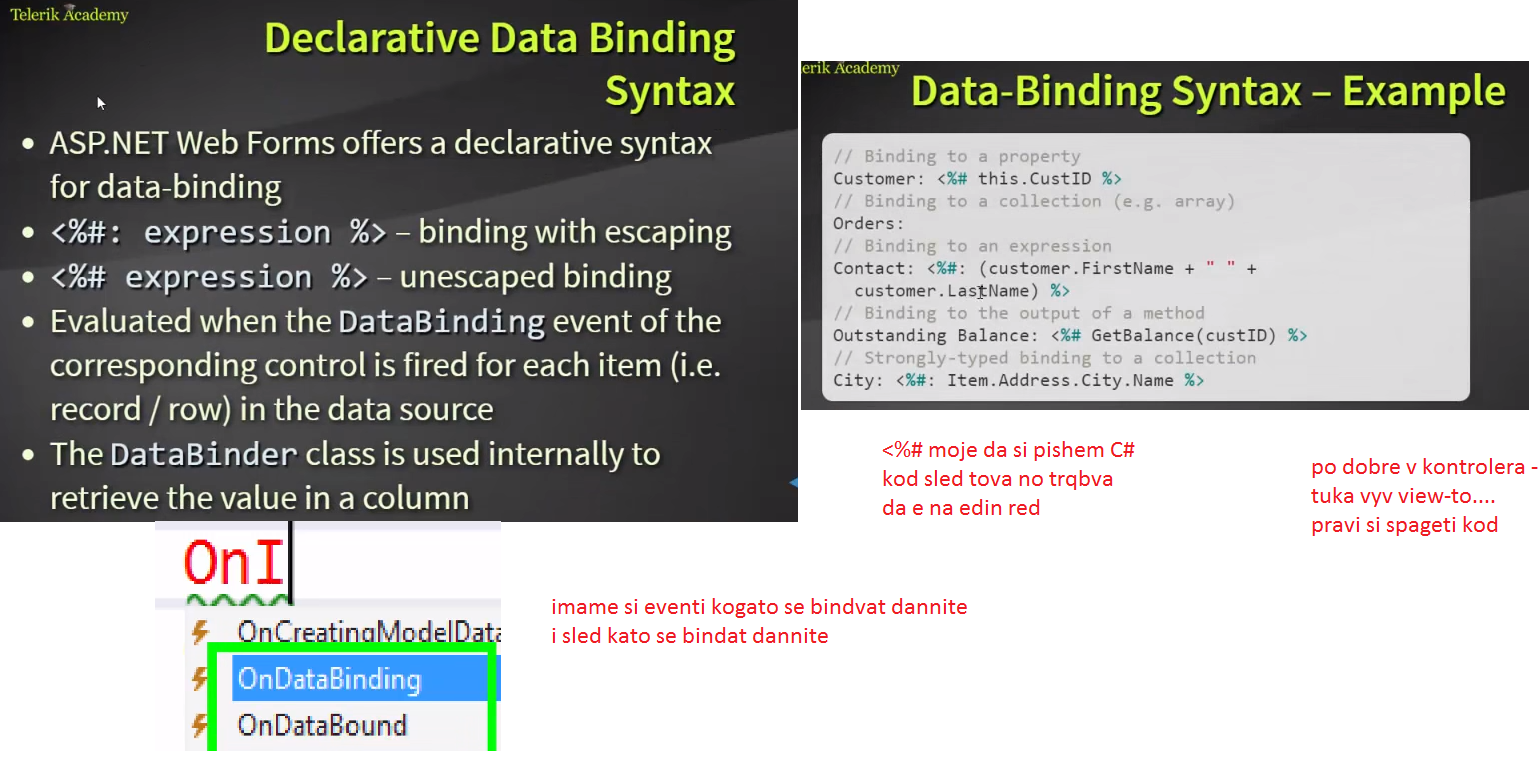 Telerik Academy
Declarative Data Binding
Syntax
• ASP.NET Web Forms offers a declarative syntax
for data-binding
• <%#: expression %> – binding with escaping
• <%# expression %> – unescaped binding
• Evaluated when the DataBinding event of the
corresponding control is fired for each item (i.e.
record / row) in the data source
• The DataBinder class is used internally to
retrieve the value in a column
erik Academy
Data-Binding Syntax – Example
// Binding to a property
Customer: <%# this.CustID %>
// Binding to a collection (e.g. array)
Orders:
// Binding to an expression
Contact: <%#: (customer.FirstName + " " +
customer.LastName) %>
// Binding to the output of a method
Outstanding Balance: <%# GetBalance(custID) %>
// Strongly-typed binding to a collection
City: <%#: Item.Address.City.Name %>
<%# moje da si pishem C#
kod sled tova no trqbva
da e na edin red
po dobre v kontrolera -
tuka vyv view-to....
pravi si spageti kod
OnI
OnCreatingModelData
OnDataBinding
OnDataBound
imame si eventi kogato se bindvat dannite
i sled kato se bindat dannite